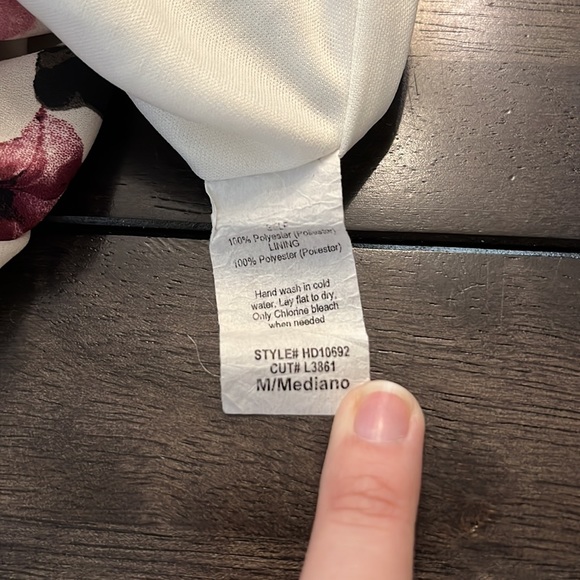 100% Polyester (Poliester)
LINING
100% Polyester (Poliester)
Hand wash in cold
water. Lay flat to dry.
Only Chlorine bleach
when needed
STYLE# HD10692
CUT# L3861
M/Mediano